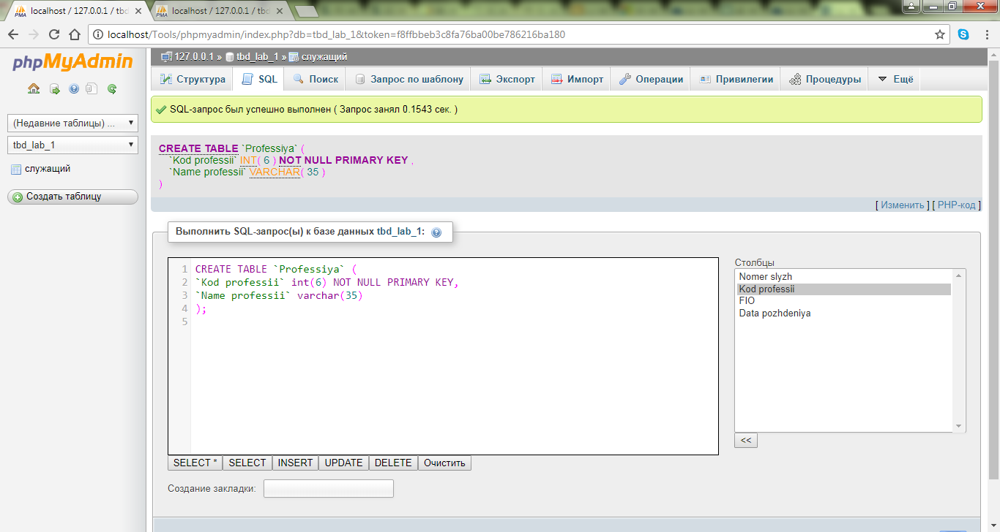 localhost / 127.0.0.1 / tbd
localhost / 127.0.0.1 / tbd
localhost/Tools/phpmyadmin/index.php?db=tbd_lab_1&token=f8ffbbeb3c8fa76ba00be786216ba180
phpMyAdmin
(Недавние таблицы) ...
tbd_lab_1
служащий
Создать таблицу
127.0.0.1 » tbd_lab_1 » служащий
Структура SQL Поиск Запрос по шаблону Экспорт Импорт Операции Привилегии Процедуры Ещё
SQL-запрос был успешно выполнен ( Запрос занял 0.1543 сек. )
CREATE TABLE `Professiya` (
`Kod professii` INT( 6 ) NOT NULL PRIMARY KEY ,
`Name professii` VARCHAR( 35 )
)
[ Изменить ] [ PHP-код ]
Выполнить SQL-запрос(ы) к базе данных tbd_lab_1:
1 CREATE TABLE `Professiya` (
2 `Kod professii` int(6) NOT NULL PRIMARY KEY,
3 `Name professii` varchar(35)
4 );
5
Столбцы
Nomer slyzh
Kod professii
FIO
Data pozhdeniya
<<
SELECT * SELECT INSERT UPDATE DELETE Очистить
Создание закладки: